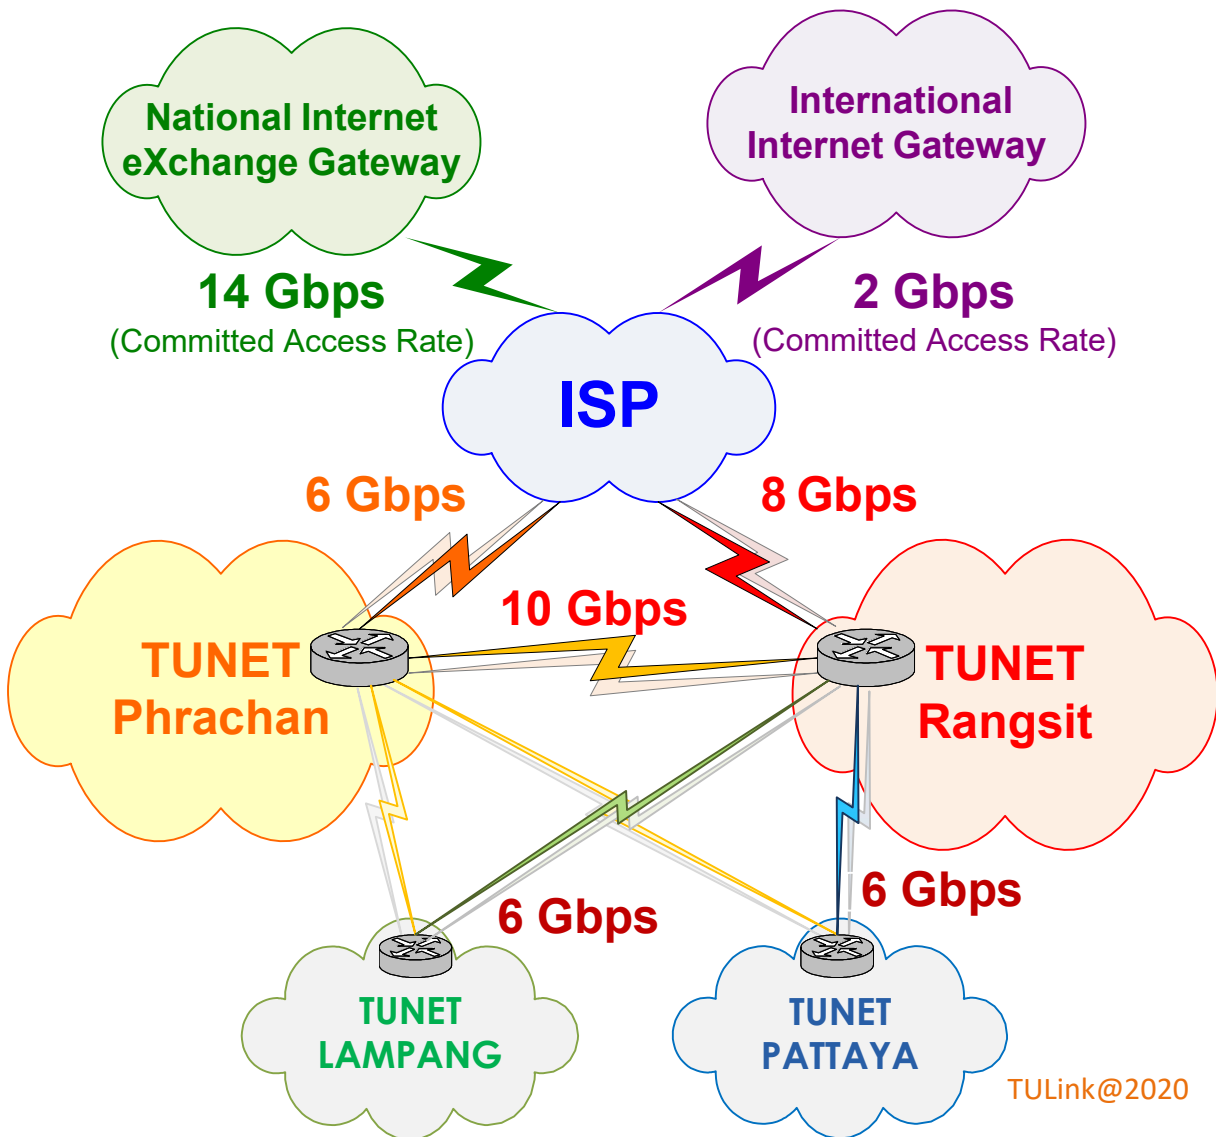 National Internet
eXchange Gateway
International
Internet Gateway
14 Gbps
(Committed Access Rate)
2 Gbps
(Committed Access Rate)
ISP
6 Gbps
8 Gbps
10 Gbps
TUNET
Phrachan
TUNET
Rangsit
6 Gbps
6 Gbps
TUNET
LAMPANG
TUNET
PATTAYA
TULink@2020